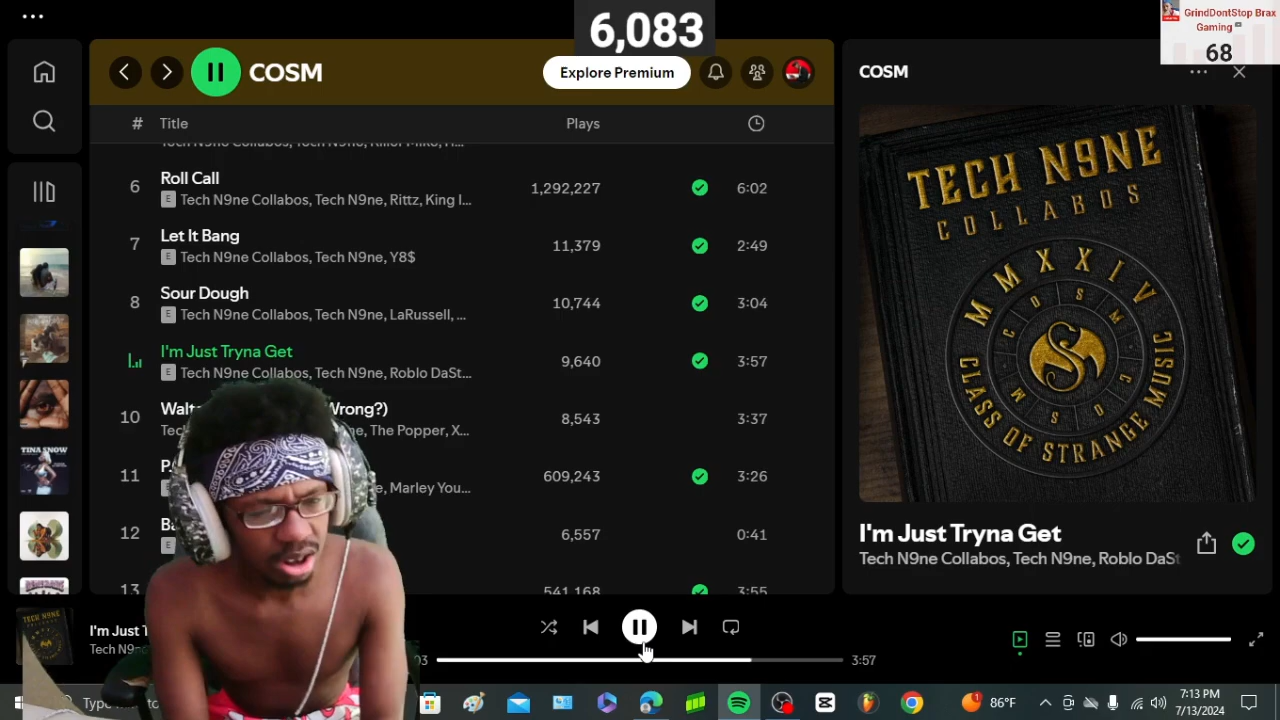 6,083
GrindDontStop Brax
Gaming
68
COSM
Explore Premium
COSM
# Title Plays
6 Roll Call 1,292,227 6:02
E Tech N9ne Collabos, Tech N9ne, Rittz, King I...
7 Let It Bang 11,379 2:49
E Tech N9ne Collabos, Tech N9ne, Y8$
8 Sour Dough 10,744 3:04
E Tech N9ne Collabos, Tech N9ne, LaRussell, ...
I'm Just Tryna Get 9,640 3:57
E Tech N9ne Collabos, Tech N9ne, Roblo DaSt...
10 Wrong?) 8,543 3:37
The Popper, X...
11 609,243 3:26
Marley You...
12 6,557 0:41
13 541,168 3:55
TINA SNOW
TECH N9NE
COLLABOS
MMXXIV
COSM
CLASS OF STRANGE MUSIC
I'm Just Tryna Get
Tech N9ne Collabos, Tech N9ne, Roblo DaSt
I'm Just T
3:57
86°F
7:13 PM
7/13/2024